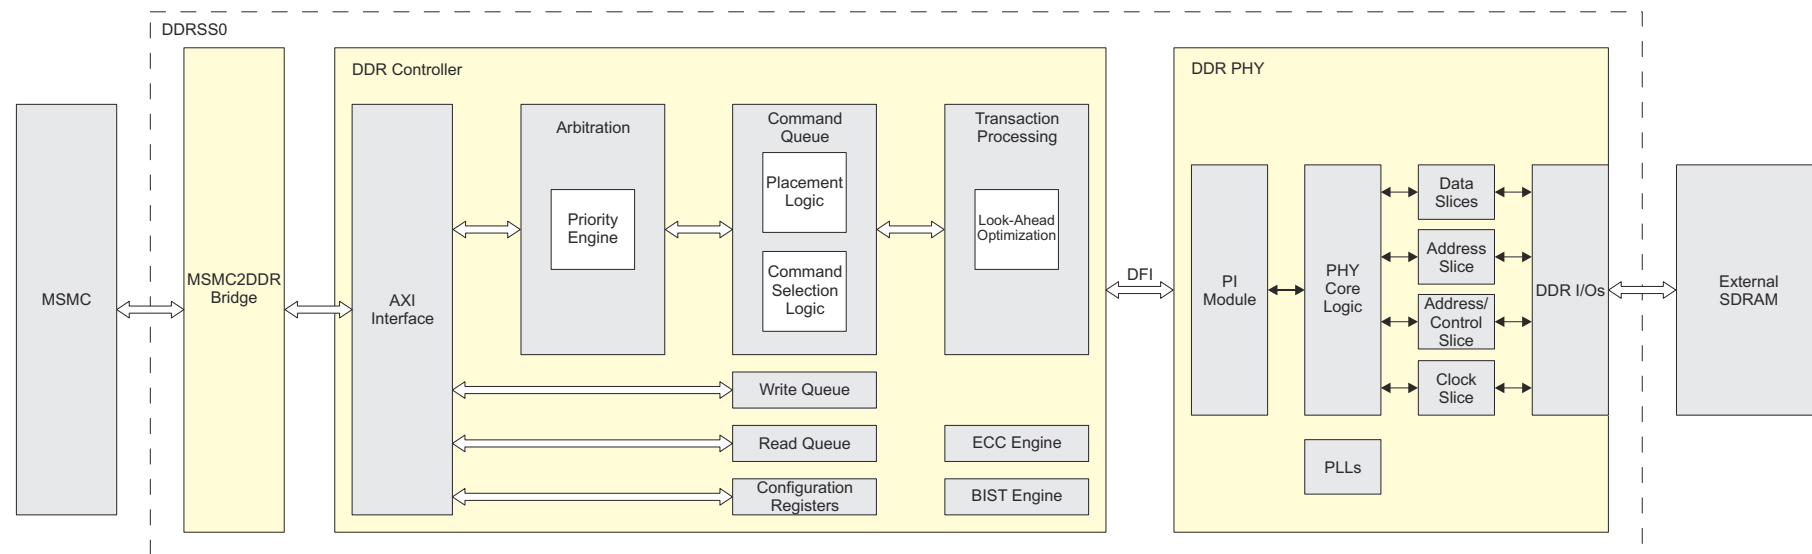 DDRSS0
MSMC
MSMC2DDR
Bridge
DDR Controller
AXI
Interface
Arbitration
Priority
Engine
Command
Queue
Placement
Logic
Command
Selection
Logic
Transaction
Processing
Look-Ahead
Optimization
Write Queue
Read Queue
Configuration
Registers
ECC Engine
BIST Engine
DFI
DDR PHY
PI
Module
PHY
Core
Logic
Data
Slices
Address
Slice
Address/
Control
Slice
Clock
Slice
PLLs
DDR I/Os
External
SDRAM